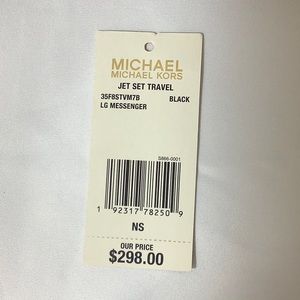 MICHAEL
MICHAEL KORS
JET SET TRAVEL
35F8STVM7B BLACK
LG MESSENGER
S866-0001
1 92317 78250 9
NS
OUR PRICE
$298.00